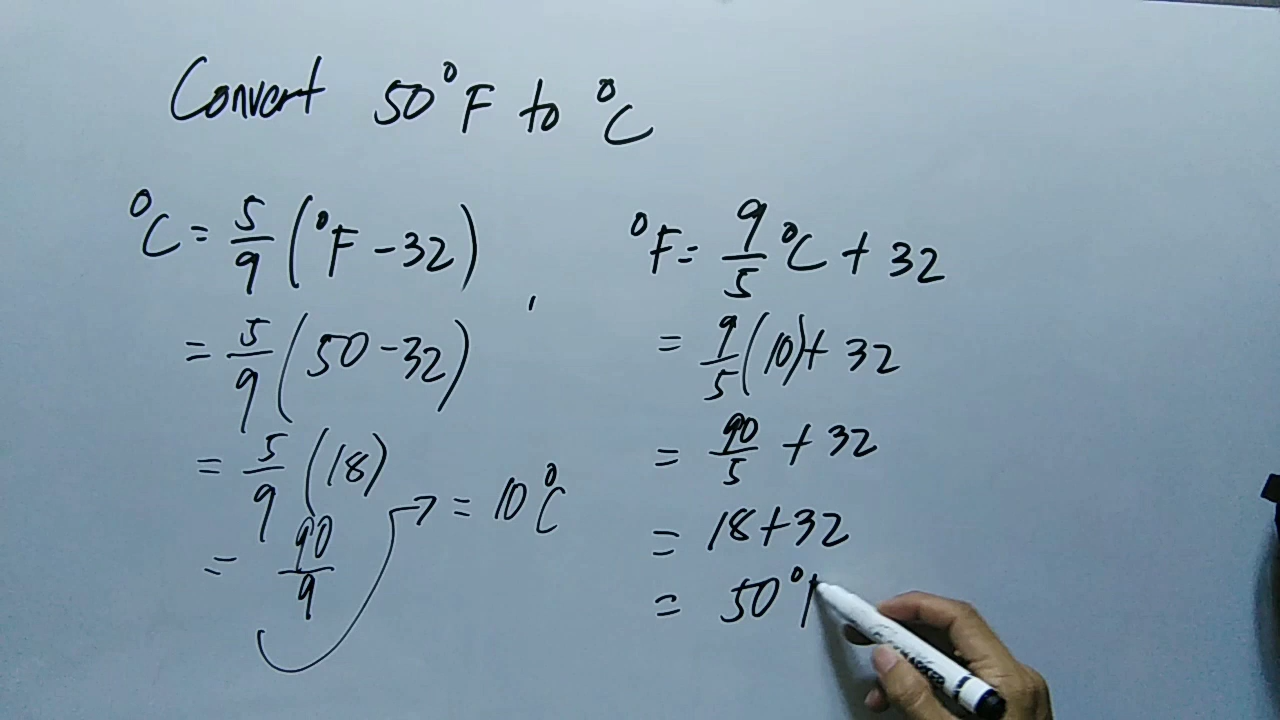 Convert 50°F to °C
°C = 5/9 (°F - 32)
= 5/9 (50 - 32)
= 5/9 (18)
= 90/9 → = 10°C
°F = 9/5 °C + 32
= 9/5 (10) + 32
= 90/5 + 32
= 18 + 32
= 50°F